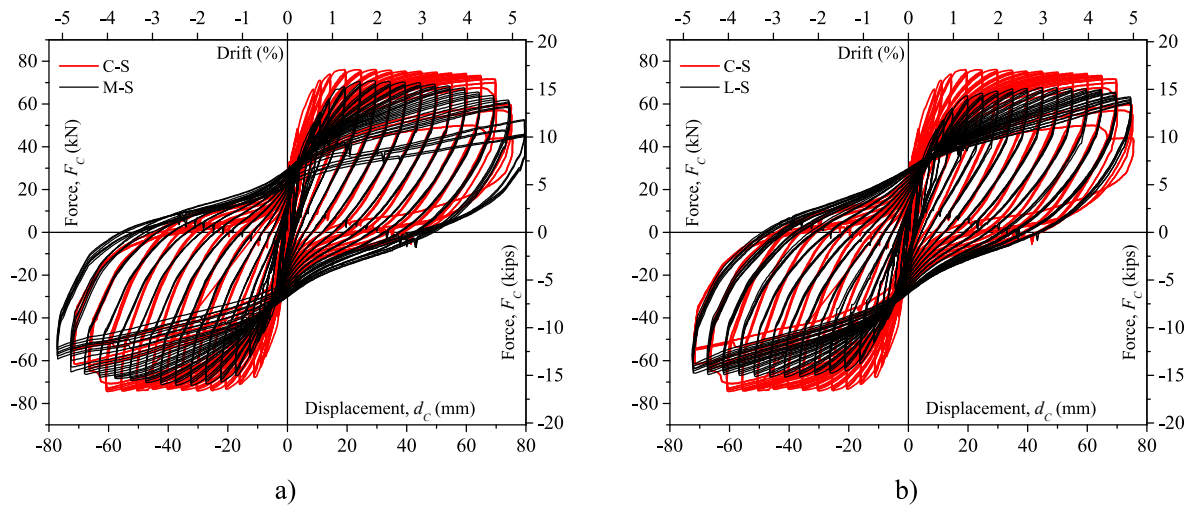 -5 -4 -3 -2 -1 0 1 2 3 4 5
Drift (%)
C-S
M-S
80
60
40
20
0
-20
-40
-60
-80
Force, F_C (kN)
20
15
10
5
0
-5
-10
-15
-20
Force, F_C (kips)
Displacement, d_C (mm)
-80 -60 -40 -20 0 20 40 60 80
a)
-5 -4 -3 -2 -1 0 1 2 3 4 5
Drift (%)
C-S
L-S
80
60
40
20
0
-20
-40
-60
-80
Force, F_C (kN)
20
15
10
5
0
-5
-10
-15
-20
Force, F_C (kips)
Displacement, d_C (mm)
-80 -60 -40 -20 0 20 40 60 80
b)